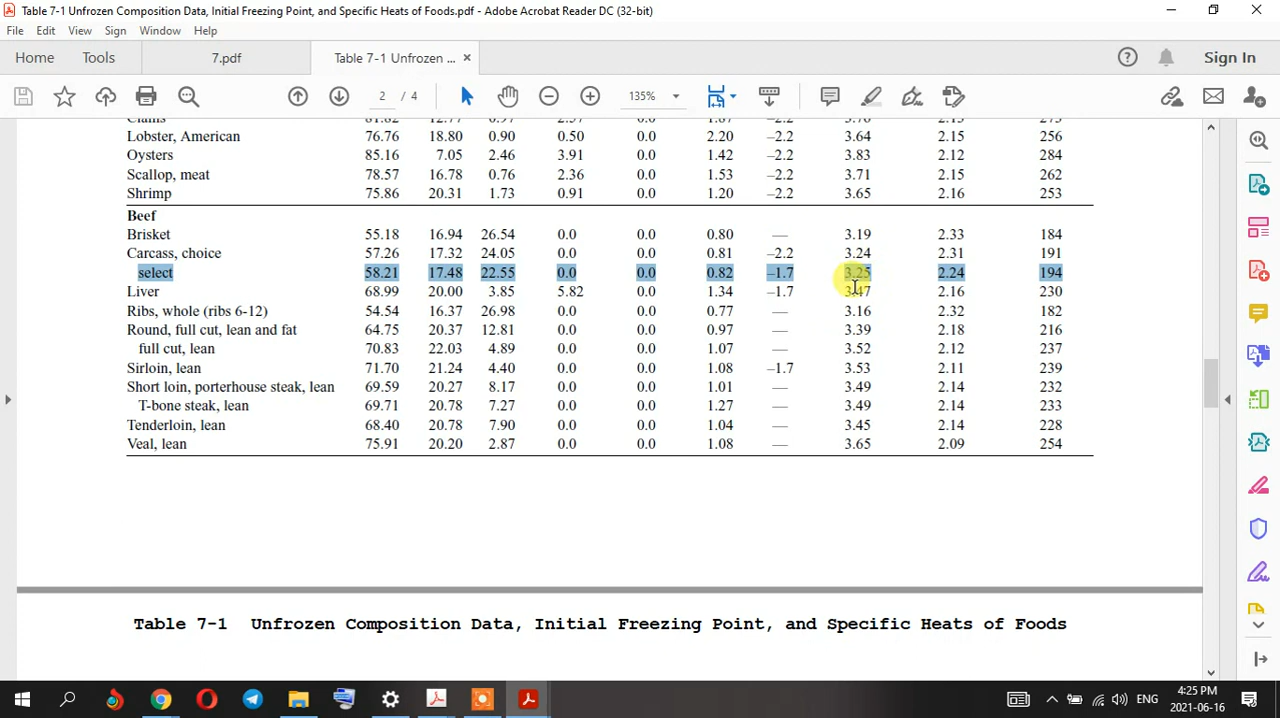 Table 7-1 Unfrozen Composition Data, Initial Freezing Point, and Specific Heats of Foods.pdf - Adobe Acrobat Reader DC (32-bit)
File Edit View Sign Window Help
Home Tools 7.pdf Table 7-1 Unfrozen ... × Sign In
2 / 4 135%
Lobster, American 76.76 18.80 0.90 0.50 0.0 2.20 –2.2 3.64 2.15 256
Oysters 85.16 7.05 2.46 3.91 0.0 1.42 –2.2 3.83 2.12 284
Scallop, meat 78.57 16.78 0.76 2.36 0.0 1.53 –2.2 3.71 2.15 262
Shrimp 75.86 20.31 1.73 0.91 0.0 1.20 –2.2 3.65 2.16 253
Beef
Brisket 55.18 16.94 26.54 0.0 0.0 0.80 — 3.19 2.33 184
Carcass, choice 57.26 17.32 24.05 0.0 0.0 0.81 –2.2 3.24 2.31 191
select 58.21 17.48 22.55 0.0 0.0 0.82 –1.7 3.25 2.24 194
Liver 68.99 20.00 3.85 5.82 0.0 1.34 –1.7 3.47 2.16 230
Ribs, whole (ribs 6-12) 54.54 16.37 26.98 0.0 0.0 0.77 — 3.16 2.32 182
Round, full cut, lean and fat 64.75 20.37 12.81 0.0 0.0 0.97 — 3.39 2.18 216
full cut, lean 70.83 22.03 4.89 0.0 0.0 1.07 — 3.52 2.12 237
Sirloin, lean 71.70 21.24 4.40 0.0 0.0 1.08 –1.7 3.53 2.11 239
Short loin, porterhouse steak, lean 69.59 20.27 8.17 0.0 0.0 1.01 — 3.49 2.14 232
T-bone steak, lean 69.71 20.78 7.27 0.0 0.0 1.27 — 3.49 2.14 233
Tenderloin, lean 68.40 20.78 7.90 0.0 0.0 1.04 — 3.45 2.14 228
Veal, lean 75.91 20.20 2.87 0.0 0.0 1.08 — 3.65 2.09 254
Table 7-1 Unfrozen Composition Data, Initial Freezing Point, and Specific Heats of Foods
ENG 4:25 PM
2021-06-16